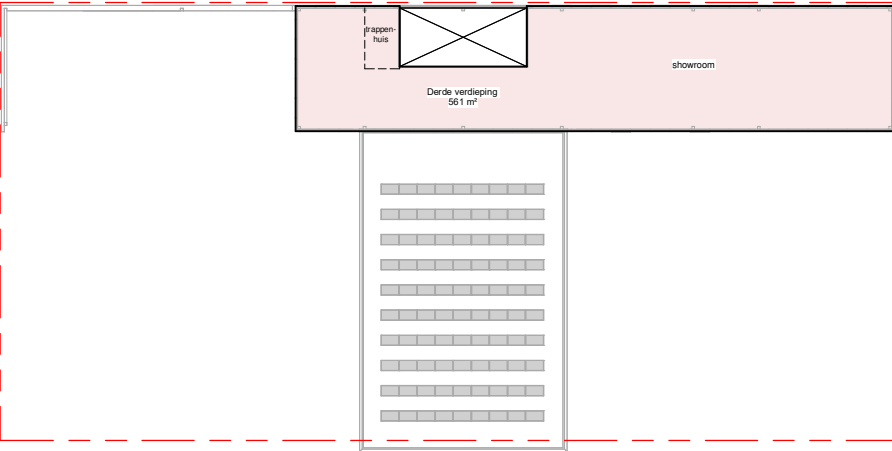 trappen-
huis
showroom
Derde verdieping
561 m²